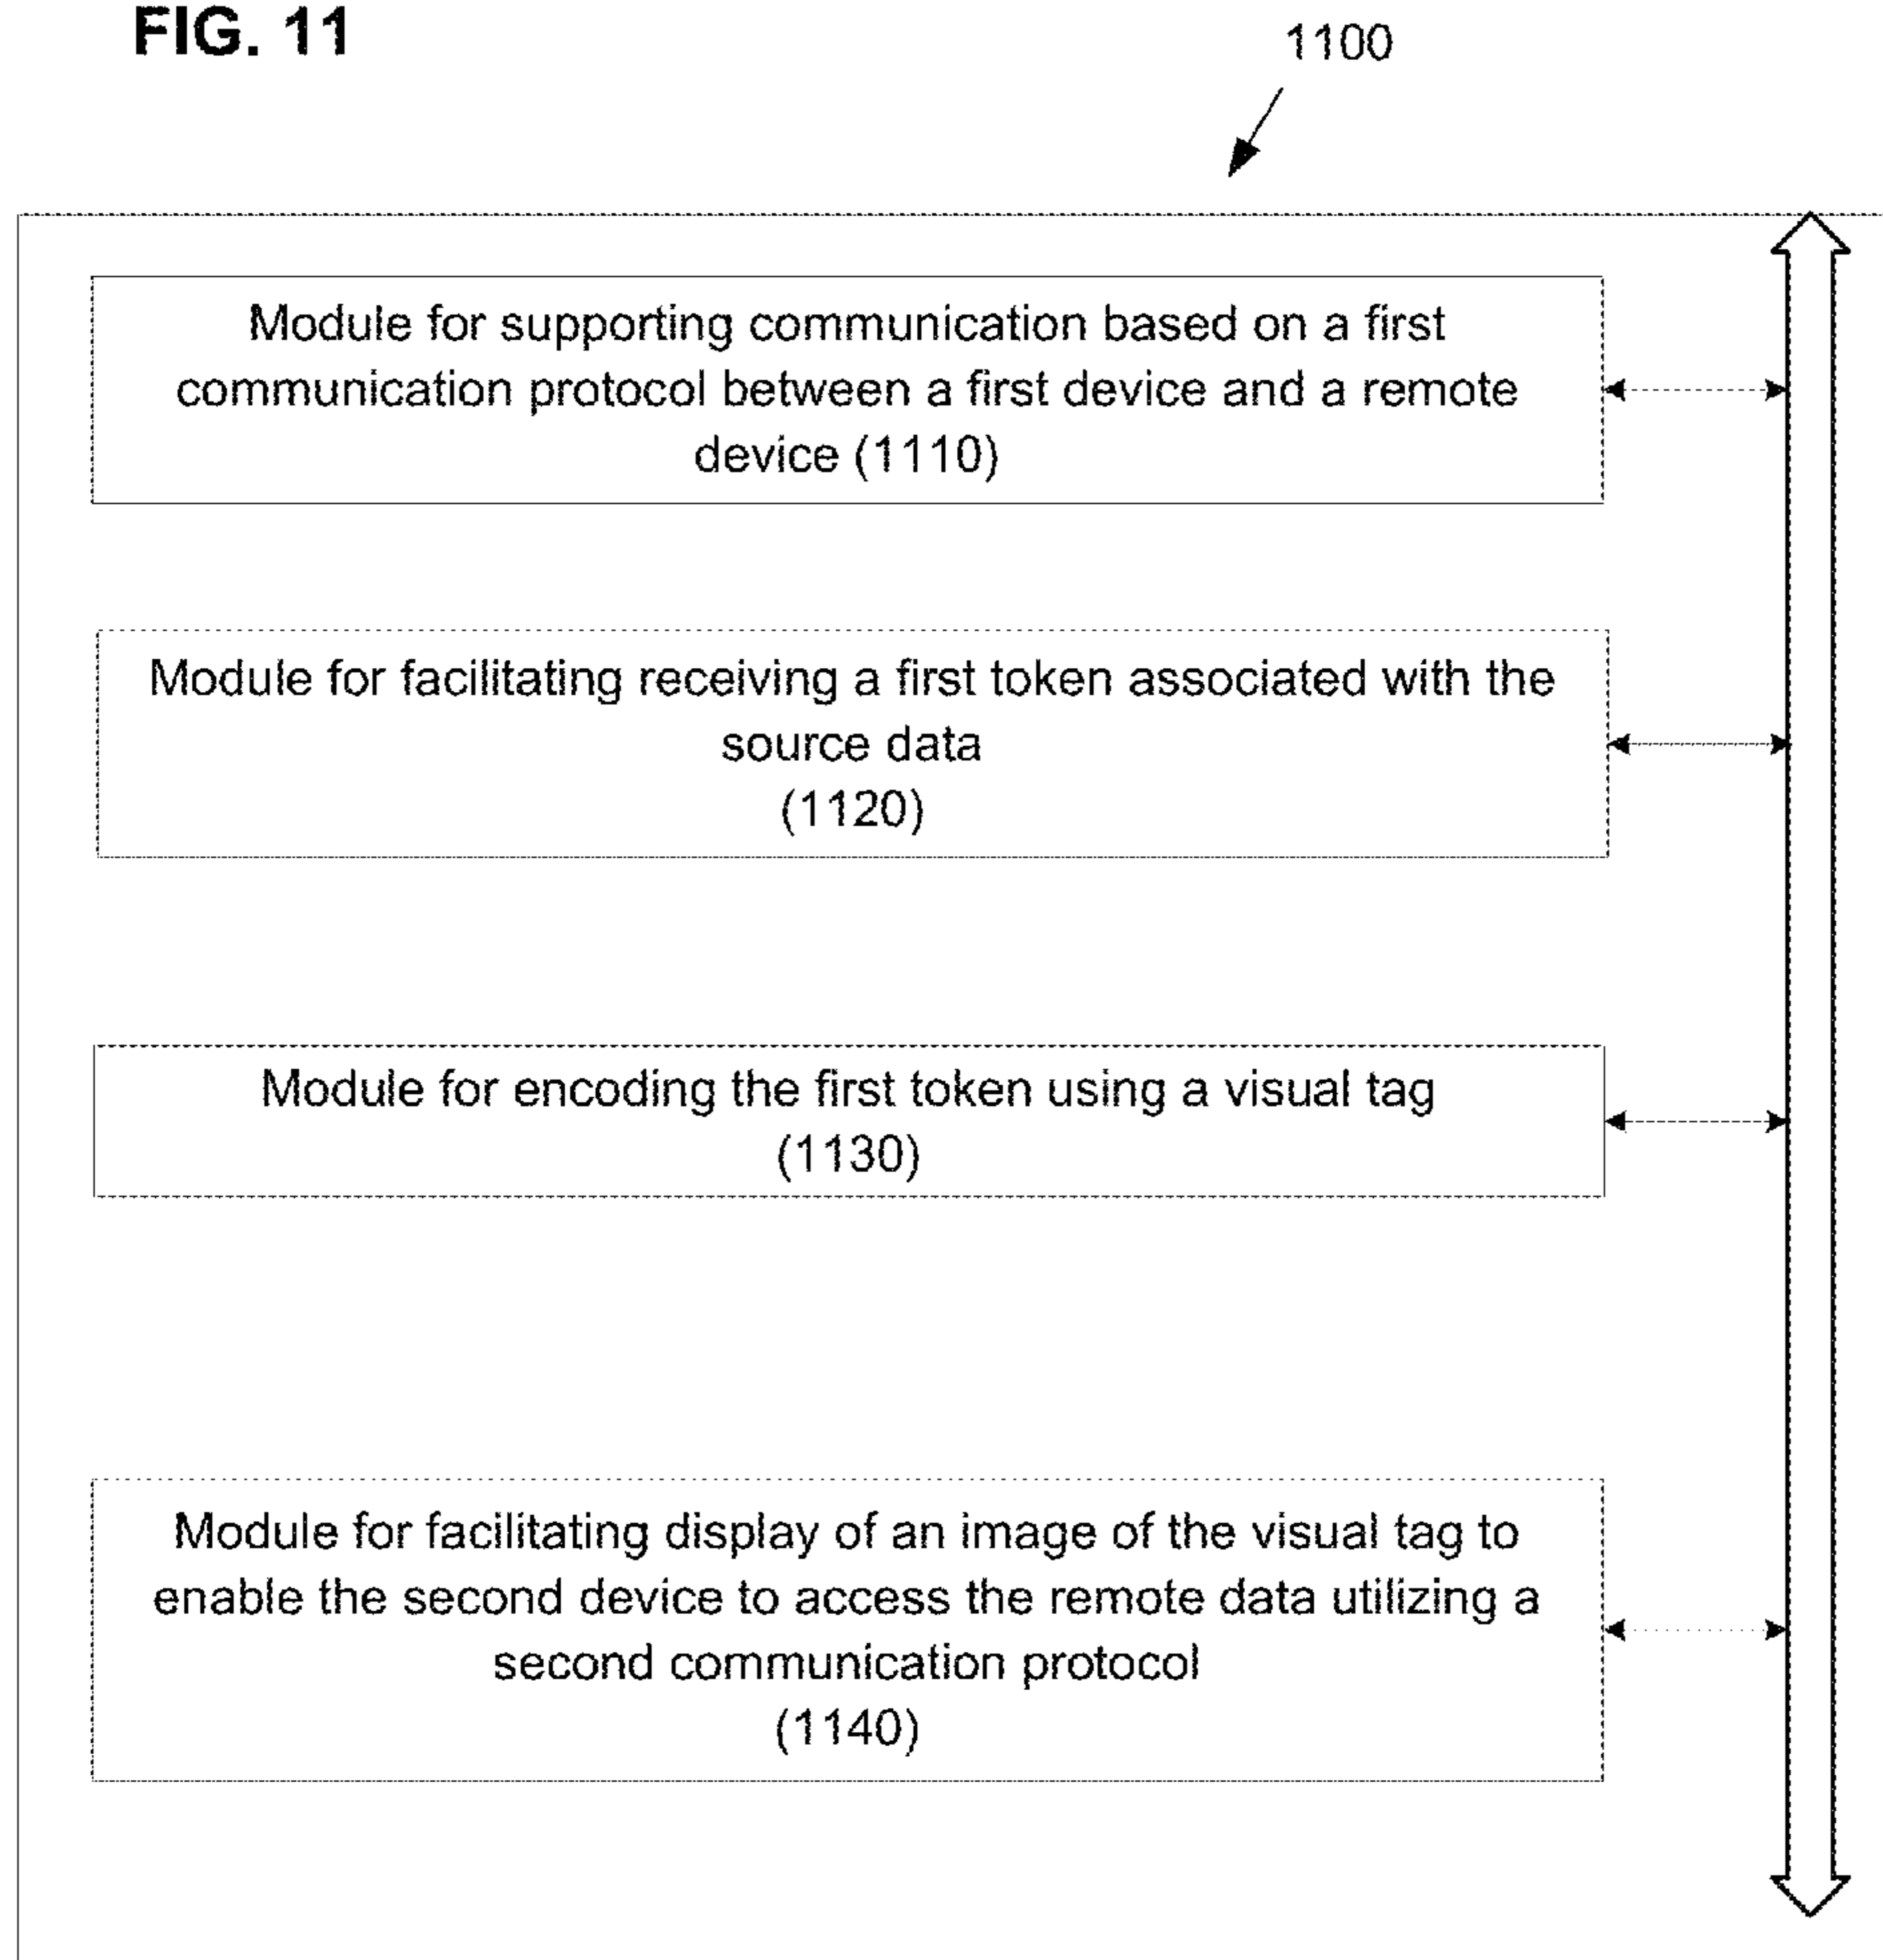 FIG. 11
1100
Module for supporting communication based on a first
communication protocol between a first device and a remote
device (1110)
Module for facilitating receiving a first token associated with the
source data
(1120)
Module for encoding the first token using a visual tag
(1130)
Module for facilitating display of an image of the visual tag to
enable the second device to access the remote data utilizing a
second communication protocol
(1140)